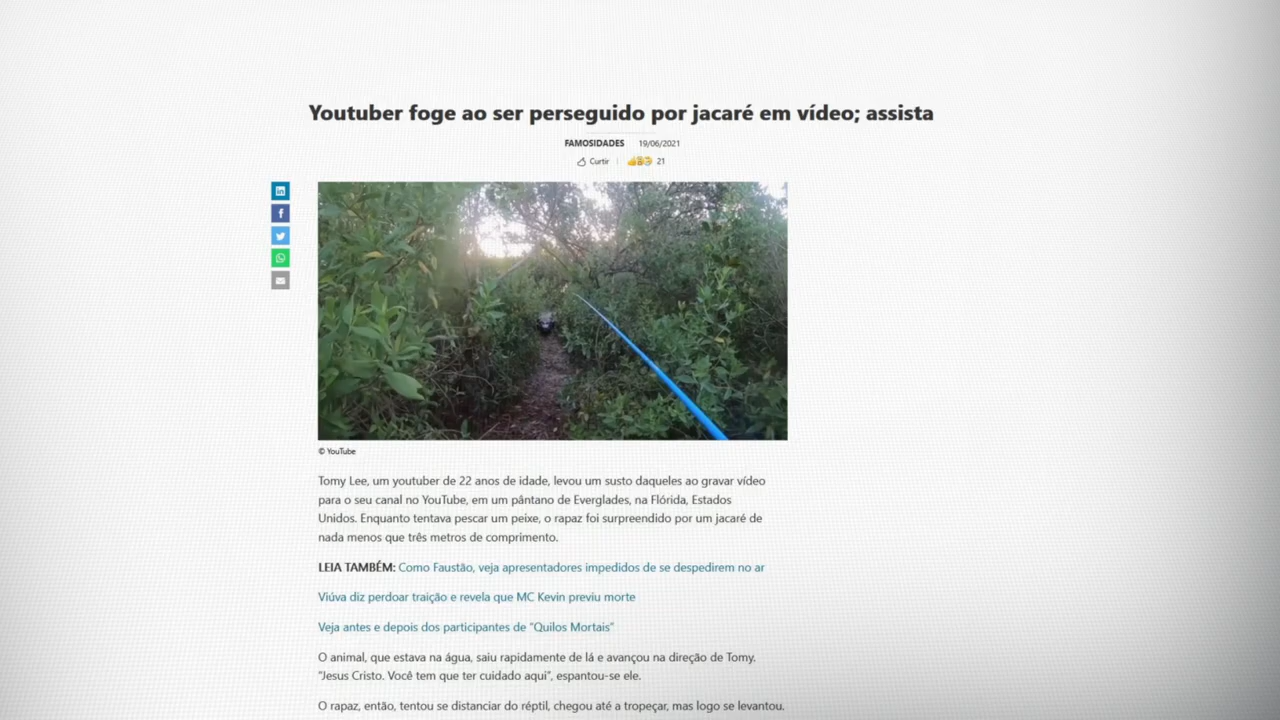 Youtuber foge ao ser perseguido por jacaré em vídeo; assista
FAMOSIDADES 19/06/2021
Curtir 21
© YouTube
Tomy Lee, um youtuber de 22 anos de idade, levou um susto daqueles ao gravar vídeo
para o seu canal no YouTube, em um pântano de Everglades, na Flórida, Estados
Unidos. Enquanto tentava pescar um peixe, o rapaz foi surpreendido por um jacaré de
nada menos que três metros de comprimento.
LEIA TAMBÉM: Como Faustão, veja apresentadores impedidos de se despedirem no ar
Viúva diz perdoar traição e revela que MC Kevin previu morte
Veja antes e depois dos participantes de "Quilos Mortais"
O animal, que estava na água, saiu rapidamente de lá e avançou na direção de Tomy.
"Jesus Cristo. Você tem que ter cuidado aqui", espantou-se ele.
O rapaz, então, tentou se distanciar do réptil, chegou até a tropeçar, mas logo se levantou.